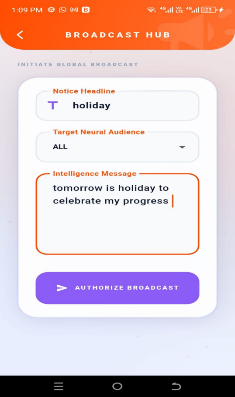 1:09 PM
94
BROADCAST HUB
INITIATE GLOBAL BROADCAST
Notice Headline
T holiday
Target Neural Audience
ALL
Intelligence Message
tomorrow is holiday to
celebrate my progress
AUTHORIZE BROADCAST